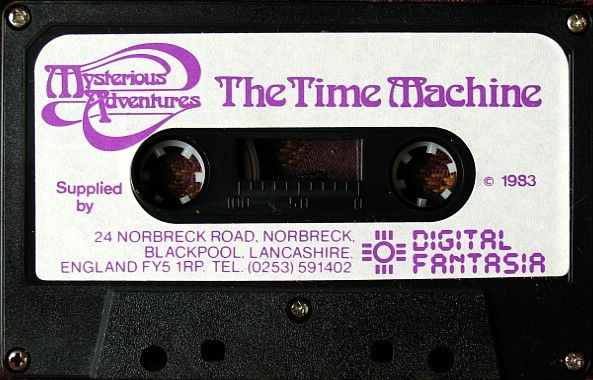 Mysterious
Adventures
The Time Machine
Supplied
by
© 1983
100 50 0
24 NORBRECK ROAD, NORBRECK,
BLACKPOOL. LANCASHIRE.
ENGLAND FY5 1RP. TEL. (0253) 591402
DIGITAL
FANTASIA